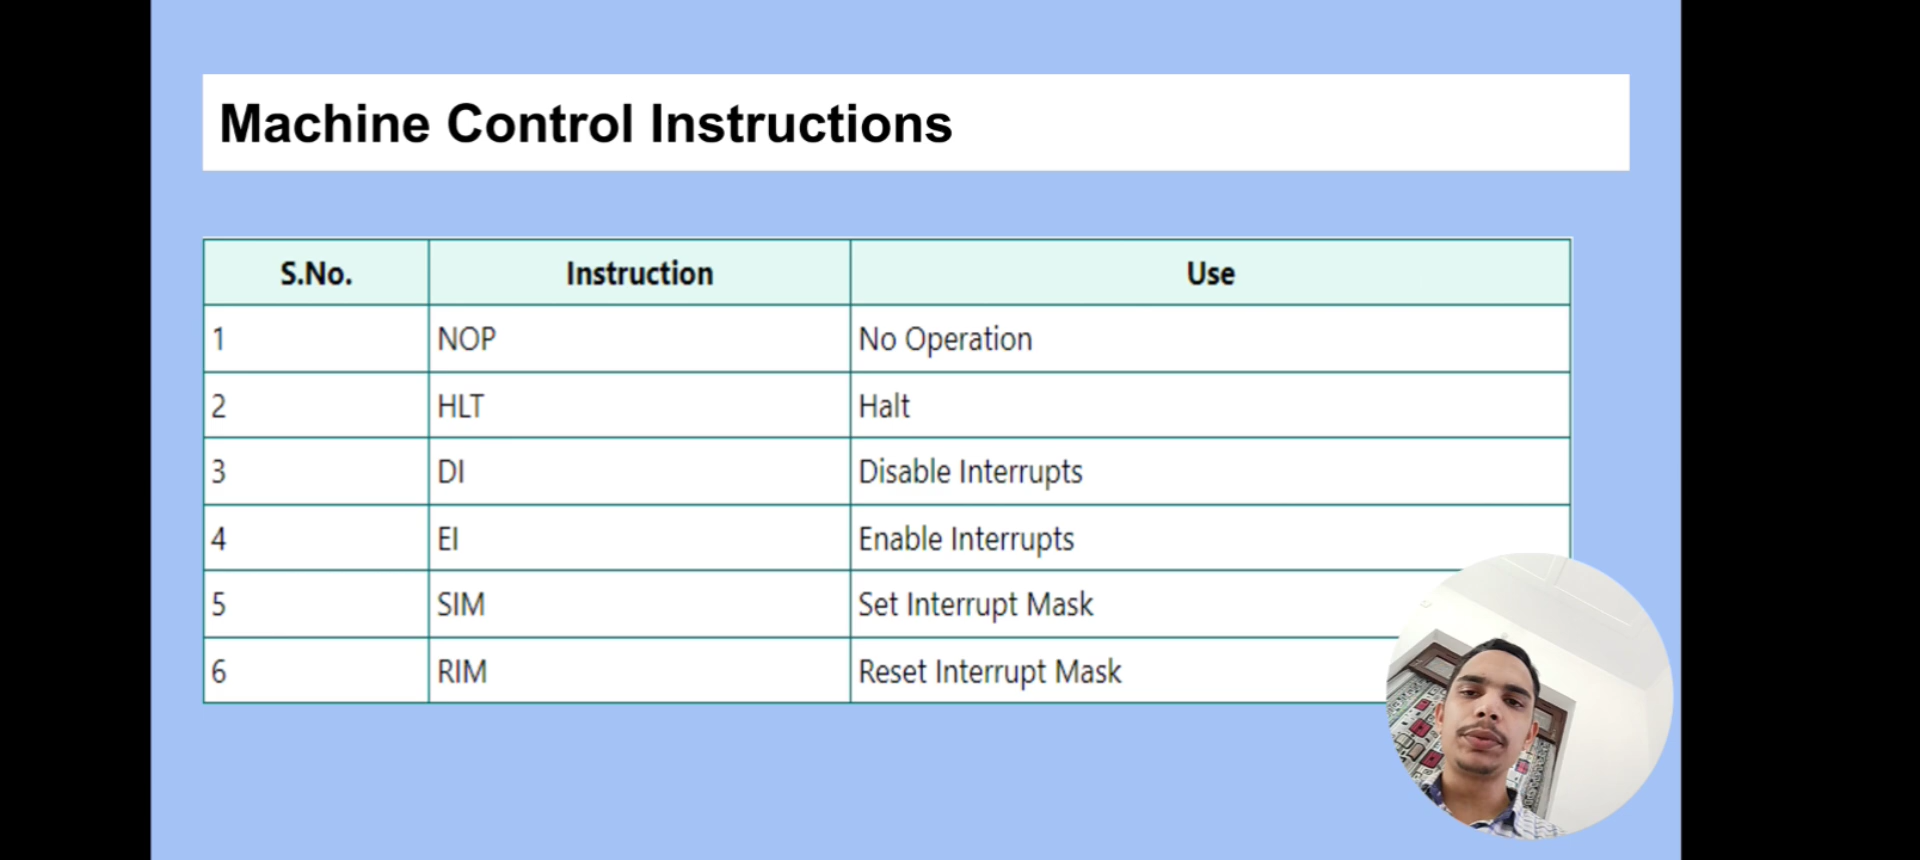 Machine Control Instructions
S.No. Instruction Use
1 NOP No Operation
2 HLT Halt
3 DI Disable Interrupts
4 EI Enable Interrupts
5 SIM Set Interrupt Mask
6 RIM Reset Interrupt Mask